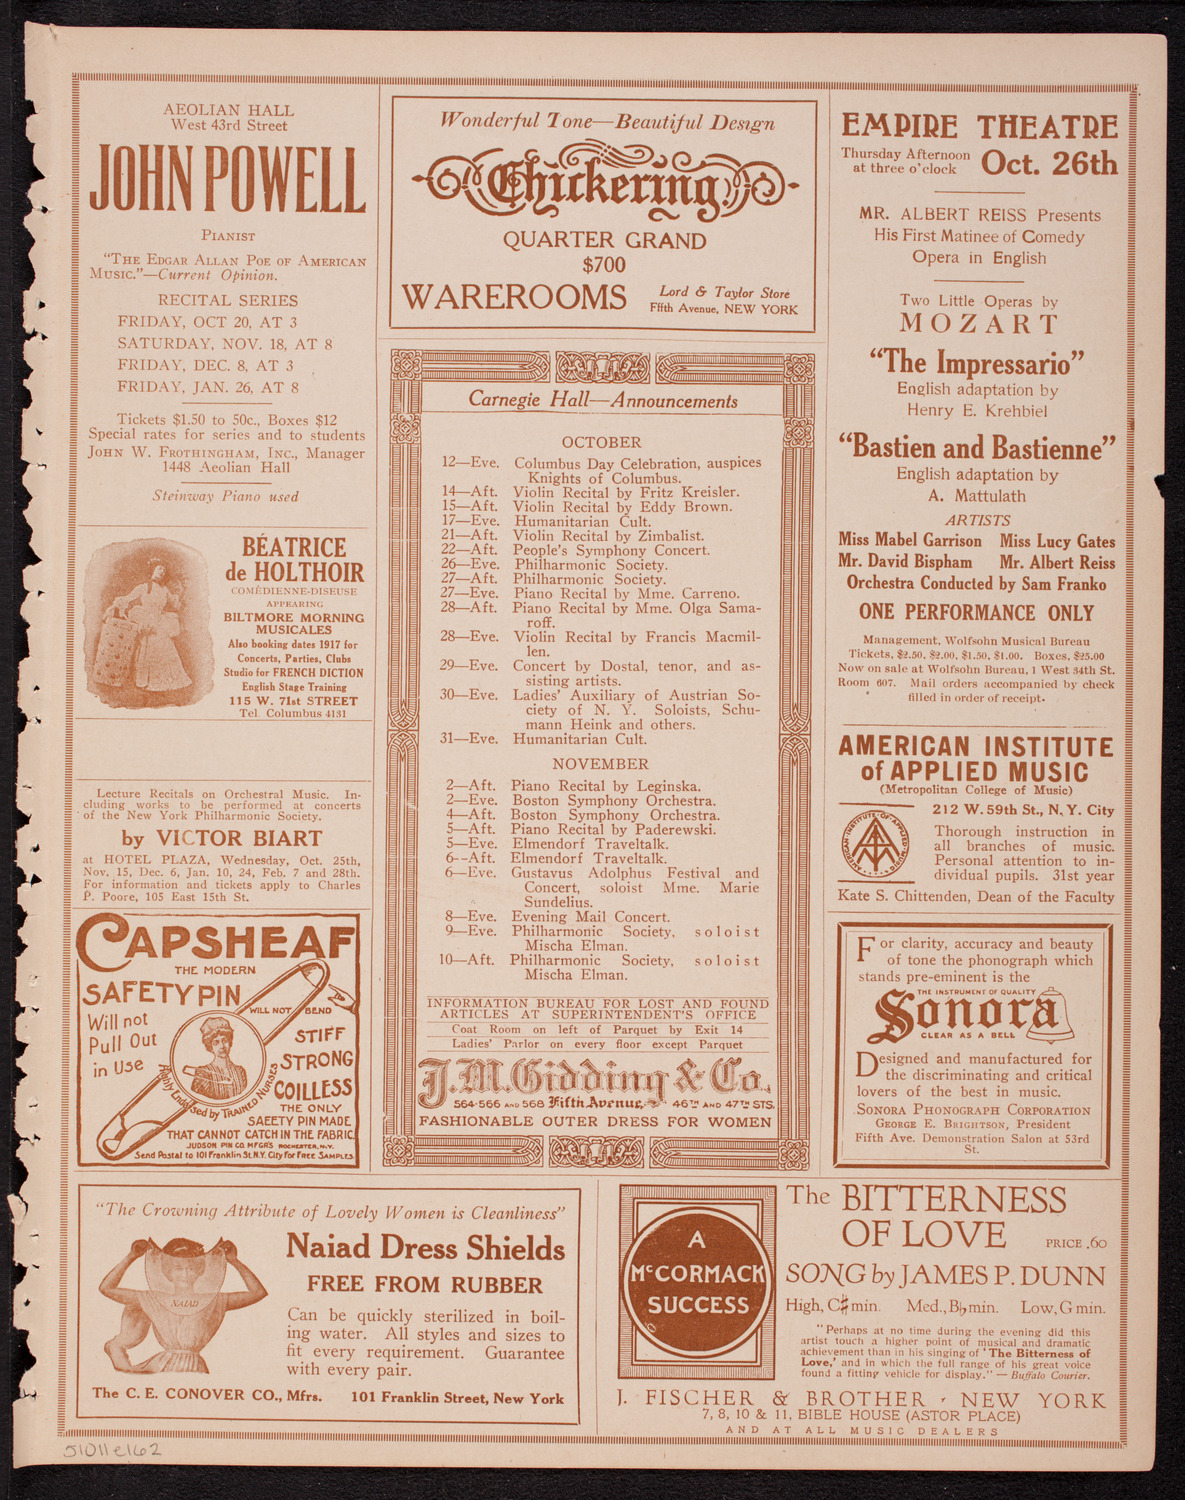 AEOLIAN HALL
West 43rd Street
JOHN POWELL
PIANIST
"THE EDGAR ALLAN POE OF AMERICAN
MUSIC."—Current Opinion.
RECITAL SERIES
FRIDAY, OCT 20, AT 3
SATURDAY, NOV. 18, AT 8
FRIDAY, DEC. 8, AT 3
FRIDAY, JAN. 26, AT 8
Tickets $1.50 to 50c., Boxes $12
Special rates for series and to students
JOHN W. FROTHINGHAM, INC., Manager
1448 Aeolian Hall
Steinway Piano used
BÉATRICE
de HOLTHOIR
COMÉDIENNE-DISEUSE
APPEARING
BILTMORE MORNING
MUSICALES
Also booking dates 1917 for
Concerts, Parties, Clubs
Studio for FRENCH DICTION
English Stage Training
115 W. 71st STREET
Tel. Columbus 4131
Lecture Recitals on Orchestral Music. In-
cluding works to be performed at concerts
of the New York Philharmonic Society.
by VICTOR BIART
at HOTEL PLAZA, Wednesday, Oct. 25th,
Nov. 15, Dec. 6, Jan. 10, 24, Feb. 7 and 28th.
For information and tickets apply to Charles
P. Poore, 105 East 15th St.
CAPSHEAF
THE MODERN
SAFETY PIN
WILL NOT BEND
Will not
Pull Out
in Use
STIFF
STRONG
COILLESS
Highly Endorsed by TRAINED NURSES
THE ONLY
SAFETY PIN MADE
THAT CANNOT CATCH IN THE FABRIC
JUDSON PIN CO. MFGRS ROCHESTER, N.Y.
Send Postal to 101 Franklin St. N.Y. City for FREE SAMPLES
Wonderful Tone—Beautiful Design
Chickering
QUARTER GRAND
$700
WAREROOMS
Lord & Taylor Store
Fifth Avenue, NEW YORK
Carnegie Hall—Announcements
OCTOBER
12—Eve. Columbus Day Celebration, auspices
Knights of Columbus.
14—Aft. Violin Recital by Fritz Kreisler.
15—Aft. Violin Recital by Eddy Brown.
17—Eve. Humanitarian Cult.
21—Aft. Violin Recital by Zimbalist.
22—Aft. People's Symphony Concert.
26—Eve. Philharmonic Society.
27—Aft. Philharmonic Society.
27—Eve. Piano Recital by Mme. Carreno.
28—Aft. Piano Recital by Mme. Olga Sama-
roff.
28—Eve. Violin Recital by Francis Macmil-
len.
29—Eve. Concert by Dostal, tenor, and as-
sisting artists.
30—Eve. Ladies' Auxiliary of Austrian So-
ciety of N. Y. Soloists, Schu-
mann Heink and others.
31—Eve. Humanitarian Cult.
NOVEMBER
2—Aft. Piano Recital by Leginska.
2—Eve. Boston Symphony Orchestra.
4—Aft. Boston Symphony Orchestra.
5—Aft. Piano Recital by Paderewski.
5—Eve. Elmendorf Traveltalk.
6--Aft. Elmendorf Traveltalk.
6—Eve. Gustavus Adolphus Festival and
Concert, soloist Mme. Marie
Sundelius.
8—Eve. Evening Mail Concert.
9—Eve. Philharmonic Society, soloist
Mischa Elman.
10—Aft. Philharmonic Society, soloist
Mischa Elman.
INFORMATION BUREAU FOR LOST AND FOUND
ARTICLES AT SUPERINTENDENT'S OFFICE
Coat Room on left of Parquet by Exit 14
Ladies' Parlor on every floor except Parquet
J. M. Gidding & Co.
564-566 AND 568 Fifth Avenue, 46TH AND 47TH STS.
FASHIONABLE OUTER DRESS FOR WOMEN
EMPIRE THEATRE
Thursday Afternoon
at three o'clock
Oct. 26th
MR. ALBERT REISS Presents
His First Matinee of Comedy
Opera in English
Two Little Operas by
MOZART
"The Impressario"
English adaptation by
Henry E. Krehbiel
"Bastien and Bastienne"
English adaptation by
A. Mattulath
ARTISTS
Miss Mabel Garrison Miss Lucy Gates
Mr. David Bispham Mr. Albert Reiss
Orchestra Conducted by Sam Franko
ONE PERFORMANCE ONLY
Management, Wolfsohn Musical Bureau
Tickets, $2.50, $2.00, $1.50, $1.00. Boxes, $25.00
Now on sale at Wolfsohn Bureau, 1 West 34th St.
Room 607. Mail orders accompanied by check
filled in order of receipt.
AMERICAN INSTITUTE
of APPLIED MUSIC
(Metropolitan College of Music)
212 W. 59th St., N. Y. City
AMERICAN INSTITUTE OF APPLIED MUSIC
Thorough instruction in
all branches of music.
Personal attention to in-
dividual pupils. 31st year
Kate S. Chittenden, Dean of the Faculty
For clarity, accuracy and beauty
of tone the phonograph which
stands pre-eminent is the
THE INSTRUMENT OF QUALITY
Sonora
CLEAR AS A BELL
Designed and manufactured for
the discriminating and critical
lovers of the best in music.
SONORA PHONOGRAPH CORPORATION
GEORGE E. BRIGHTSON, President
Fifth Ave. Demonstration Salon at 53rd
St.
"The Crowning Attribute of Lovely Women is Cleanliness"
NAIAD
Naiad Dress Shields
FREE FROM RUBBER
Can be quickly sterilized in boil-
ing water. All styles and sizes to
fit every requirement. Guarantee
with every pair.
The C. E. CONOVER CO., Mfrs. 101 Franklin Street, New York
A
McCORMACK
SUCCESS
The BITTERNESS
OF LOVE
PRICE .60
SONG by JAMES P. DUNN
High, C♯ min. Med., B♭ min. Low, G min.
"Perhaps at no time during the evening did this
artist touch a higher point of musical and dramatic
achievement than in his singing of 'The Bitterness of
Love,' and in which the full range of his great voice
found a fitting vehicle for display." — Buffalo Courier.
J. FISCHER & BROTHER, NEW YORK
7, 8, 10 & 11, BIBLE HOUSE (ASTOR PLACE)
AND AT ALL MUSIC DEALERS
51011e162